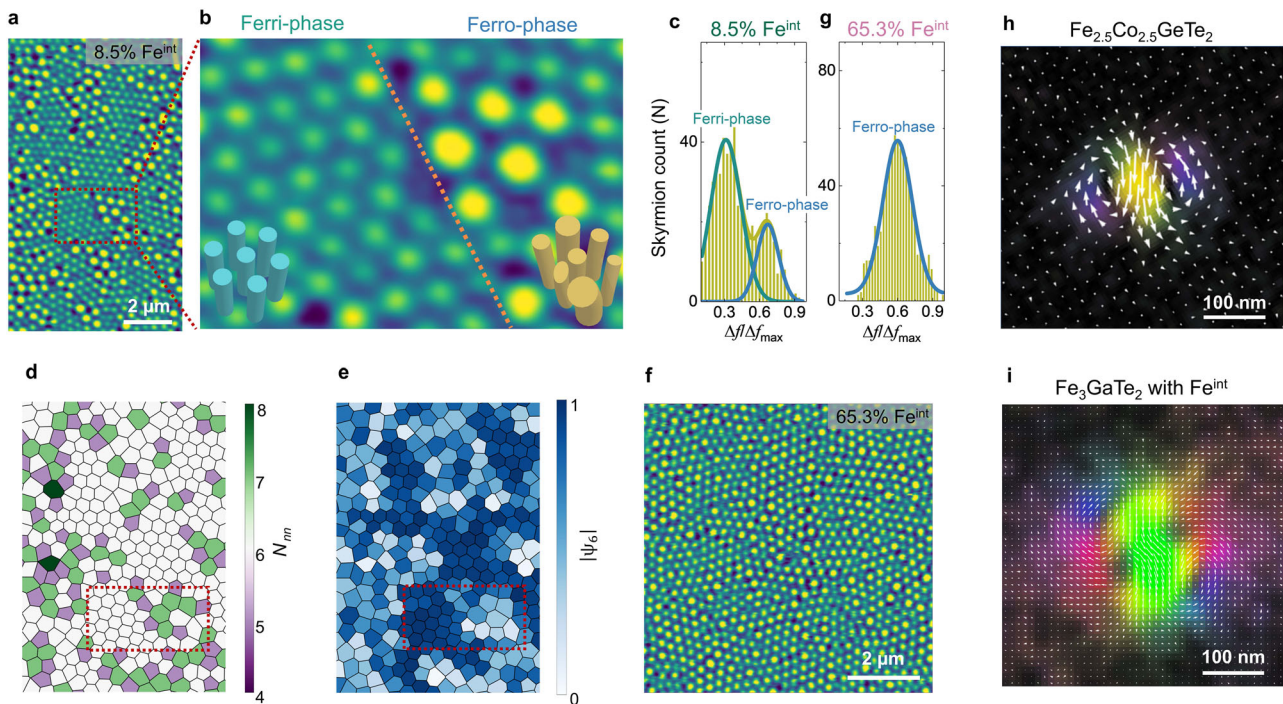 a
8.5% Fe^int
2 μm
b
Ferri-phase
Ferro-phase
c
8.5% Fe^int
Skyrmion count (N)
40
0
Ferri-phase
Ferro-phase
0.3 0.6 0.9
Δf/Δf_max
g
65.3% Fe^int
80
40
0
Ferro-phase
0.3 0.6 0.9
Δf/Δf_max
h
Fe₂.₅Co₂.₅GeTe₂
100 nm
d
8
7
6
5
4
N_nn
e
1
0
|ψ₆|
f
65.3% Fe^int
2 μm
i
Fe₃GaTe₂ with Fe^int
100 nm